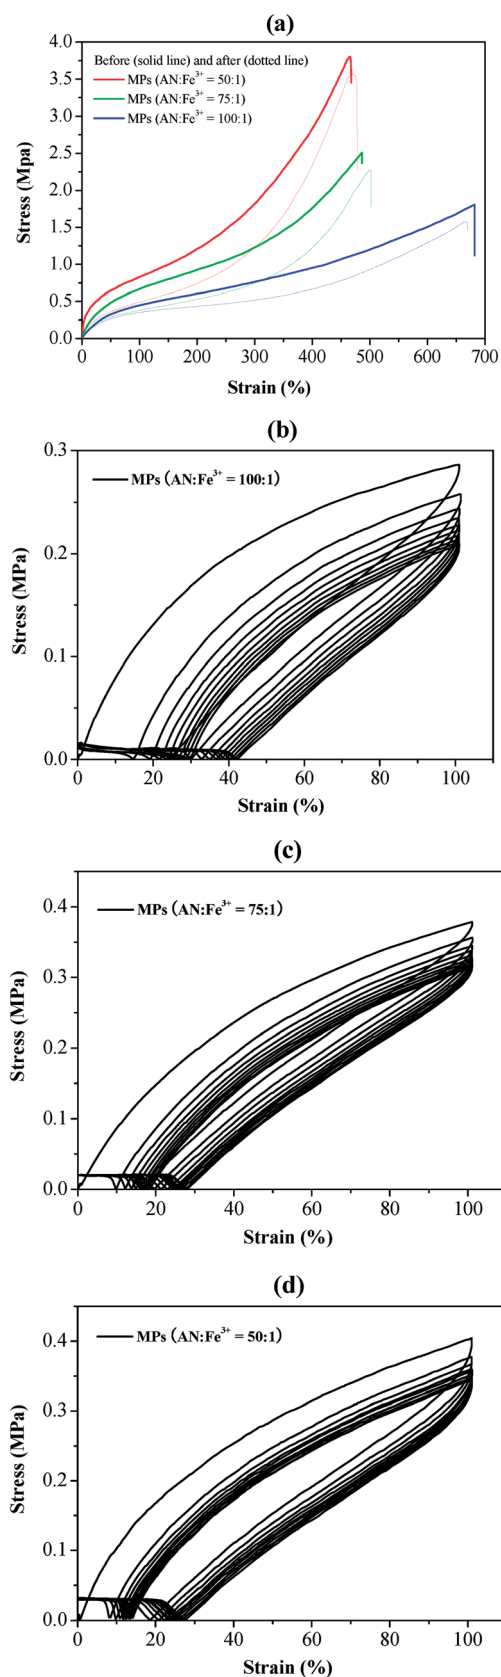 (a)
4.0
3.5
3.0
2.5
2.0
1.5
1.0
0.5
0.0
Stress (Mpa)
Before (solid line) and after (dotted line)
MPs (AN:Fe³⁺ = 50:1)
MPs (AN:Fe³⁺ = 75:1)
MPs (AN:Fe³⁺ = 100:1)
0 100 200 300 400 500 600 700
Strain (%)
(b)
0.3
0.2
0.1
0.0
Stress (MPa)
MPs (AN:Fe³⁺ = 100:1)
0 20 40 60 80 100
Strain (%)
(c)
0.4
0.3
0.2
0.1
0.0
Stress (MPa)
MPs (AN:Fe³⁺ = 75:1)
0 20 40 60 80 100
Strain (%)
(d)
0.4
0.3
0.2
0.1
0.0
Stress (MPa)
MPs (AN:Fe³⁺ = 50:1)
0 20 40 60 80 100
Strain (%)